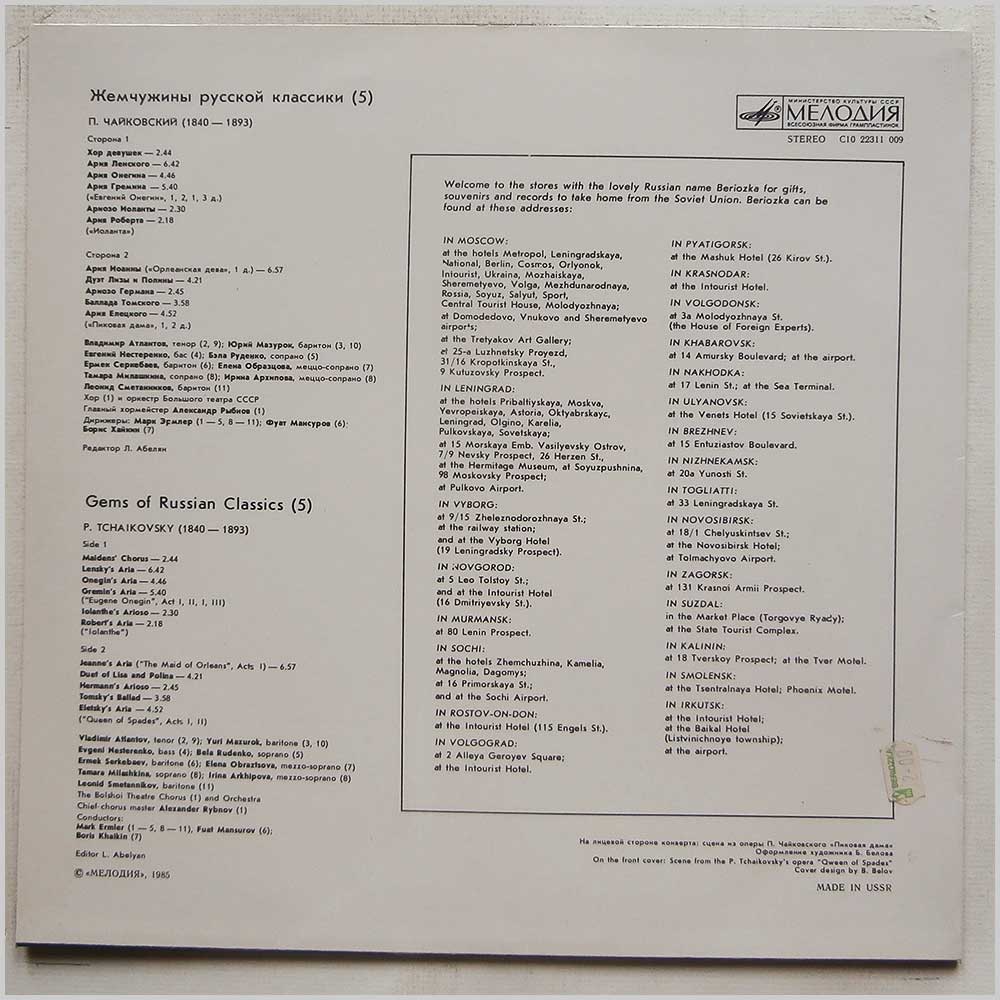 Жемчужины русской классики (5)
П. ЧАЙКОВСКИЙ (1840 — 1893)
Сторона 1
Хор девушек — 2.44
Ария Ленского — 6.42
Ария Онегина — 4.46
Ария Гремина — 5.40
(«Евгений Онегин», 1, 2, 1, 3 д.)
Ариозо Иоланты — 2.30
Ария Роберта — 2.18
(«Иоланта»)
Сторона 2
Ария Иоанны («Орлеанская дева», 1 д.) — 6.57
Дуэт Лизы и Полины — 4.21
Ариозо Германа — 2.45
Баллада Томского — 3.58
Ария Елецкого — 4.52
(«Пиковая дама», 1, 2 д.)
Владимир Атлантов, тенор (2, 9); Юрий Мазурок, баритон (3, 10)
Евгений Нестеренко, бас (4); Бэла Руденко, сопрано (5)
Ермек Серкебаев, баритон (6); Елена Образцова, меццо-сопрано (7)
Тамара Милашкина, сопрано (8); Ирина Архипова, меццо-сопрано (8)
Леонид Сметанников, баритон (11)
Хор (1) и оркестр Большого театра СССР
Главный хормейстер Александр Рыбнов (1)
Дирижеры: Марк Эрмлер (1 — 5, 8 — 11); Фуат Мансуров (6);
Борис Хайкин (7)
Редактор Л. Абелян
Gems of Russian Classics (5)
P. TCHAIKOVSKY (1840 — 1893)
Side 1
Maidens' Chorus — 2.44
Lensky's Aria — 6.42
Onegin's Aria — 4.46
Gremin's Aria — 5.40
("Eugene Onegin", Act I, II, I, III)
Iolanthe's Arioso — 2.30
Robert's Aria — 2.18
("Iolanthe")
Side 2
Jeanne's Aria ("The Maid of Orleans", Acts I) — 6.57
Duet of Lisa and Polina — 4.21
Hermann's Arioso — 2.45
Tomsky's Ballad — 3.58
Eletsky's Aria — 4.52
("Queen of Spades", Acts I, II)
Vladimir Atlantov, tenor (2, 9); Yuri Mazurok, baritone (3, 10)
Evgeni Nesterenko, bass (4); Bela Rudenko, soprano (5)
Ermek Serkebaev, baritone (6); Elena Obraztsova, mezzo-soprano (7)
Tamara Milashkina, soprano (8); Irina Arkhipova, mezzo-soprano (8)
Leonid Smetannikov, baritone (11)
The Bolshoi Theatre Chorus (1) and Orchestra
Chief-chorus master Alexander Rybnov (1)
Conductors:
Mark Ermler (1 — 5, 8 — 11), Fuat Mansurov (6);
Boris Khaikin (7)
Editor L. Abelyan
© «МЕЛОДИЯ», 1985
МИНИСТЕРСТВО КУЛЬТУРЫ СССР
МЕЛОДИЯ
ВСЕСОЮЗНАЯ ФИРМА ГРАМПЛАСТИНОК
STEREO С10 22311 009
Welcome to the stores with the lovely Russian name Beriozka for gifts,
souvenirs and records to take home from the Soviet Union. Beriozka can be
found at these addresses:
IN MOSCOW:
at the hotels Metropol, Leningradskaya,
National, Berlin, Cosmos, Orlyonok,
Intourist, Ukraina, Mozhaiskaya,
Sheremetyevo, Volga, Mezhdunarodnaya,
Rossia, Soyuz, Salyut, Sport,
Central Tourist House, Molodyozhnaya;
at Domodedovo, Vnukovo and Sheremetyevo
airports;
at the Tretyakov Art Gallery;
at 25-a Luzhnetsky Proyezd,
31/16 Kropotkinskaya St.,
9 Kutuzovsky Prospect.
IN LENINGRAD:
at the hotels Pribaltiyskaya, Moskva,
Yevropeiskaya, Astoria, Oktyabrskayc,
Leningrad, Olgino, Karelia,
Pulkovskaya, Sovetskaya;
at 15 Morskaya Emb. Vasilyevsky Ostrov,
7/9 Nevsky Prospect, 26 Herzen St.,
at the Hermitage Museum, at Soyuzpushnina,
98 Moskovsky Prospect;
at Pulkovo Airport.
IN VYBORG:
at 9/15 Zheleznodorozhnaya St.;
at the railway station;
and at the Vyborg Hotel
(19 Leningradsky Prospect).
IN NOVGOROD:
at 5 Leo Tolstoy St.;
and at the Intourist Hotel
(16 Dmitriyevsky St.).
IN MURMANSK:
at 80 Lenin Prospect.
IN SOCHI:
at the hotels Zhemchuzhina, Kamelia,
Magnolia, Dagomys;
at 16 Primorskaya St.;
and at the Sochi Airport.
IN ROSTOV-ON-DON:
at the Intourist Hotel (115 Engels St.).
IN VOLGOGRAD:
at 2 Alleya Geroyev Square;
at the Intourist Hotel.
IN PYATIGORSK:
at the Mashuk Hotel (26 Kirov St.).
IN KRASNODAR:
at the Intourist Hotel.
IN VOLGODONSK:
at 3a Molodyozhnaya St.
(the House of Foreign Experts).
IN KHABAROVSK:
at 14 Amursky Boulevard; at the airport.
IN NAKHODKA:
at 17 Lenin St.; at the Sea Terminal.
IN ULYANOVSK:
at the Venets Hotel (15 Sovietskaya St.).
IN BREZHNEV:
at 15 Entuziastov Boulevard.
IN NIZHNEKAMSK:
at 20a Yunosti St.
IN TOGLIATTI:
at 33 Leningradskaya St.
IN NOVOSIBIRSK:
at 18/1 Chelyuskintsev St.;
at the Novosibirsk Hotel;
at Tolmachyovo Airport.
IN ZAGORSK:
at 131 Krasnoi Armii Prospect.
IN SUZDAL:
in the Market Place (Torgovye Ryady);
at the State Tourist Complex.
IN KALININ:
at 18 Tverskoy Prospect; at the Tver Motel.
IN SMOLENSK:
at the Tsentralnaya Hotel; Phoenix Motel.
IN IRKUTSK:
at the Intourist Hotel;
at the Baikal Hotel
(Listvinichnoye township);
at the airport.
BERIOZKA
2-00
На лицевой стороне конверта: сцена из оперы П. Чайковского «Пиковая дама»
Оформление художника Б. Белова
On the front cover: Scene from the P. Tchaikovsky's opera "Qween of Spades"
Cover design by B. Belov
MADE IN USSR